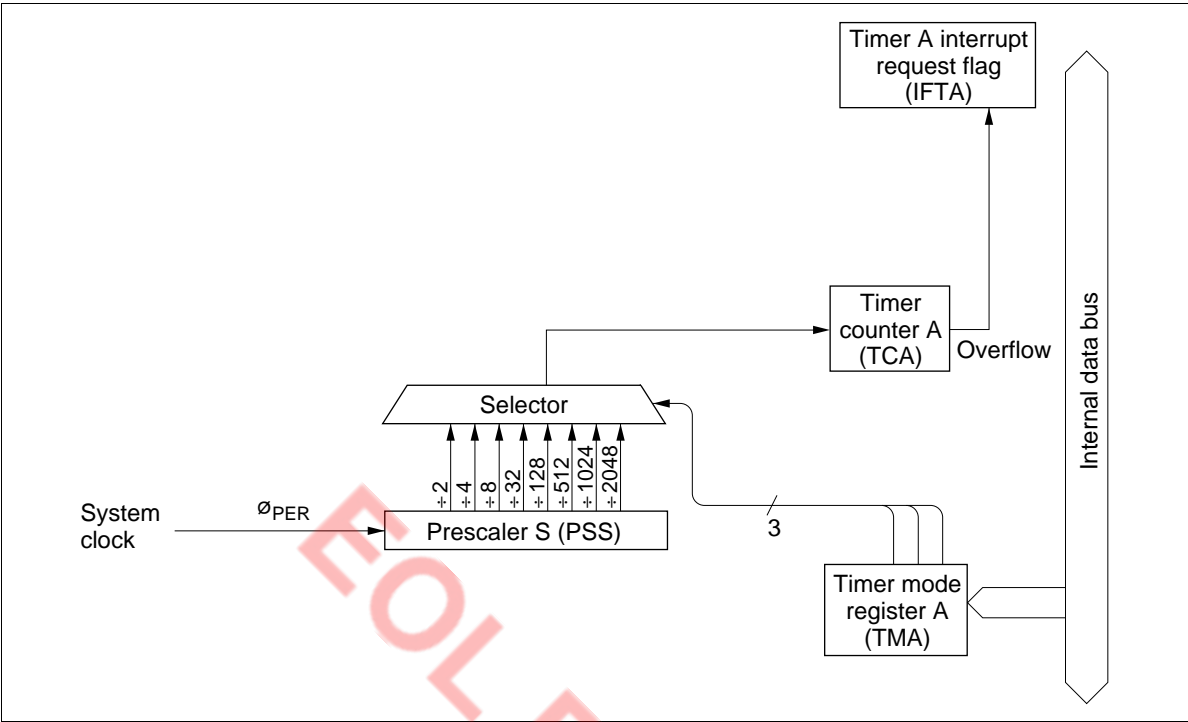 Timer A interrupt
request flag
(IFTA)
Timer
counter A
(TCA)
Overflow
Internal data bus
Selector
÷2
÷4
÷8
÷32
÷128
÷512
÷1024
÷2048
System
clock
øPER
Prescaler S (PSS)
3
Timer mode
register A
(TMA)
EOL